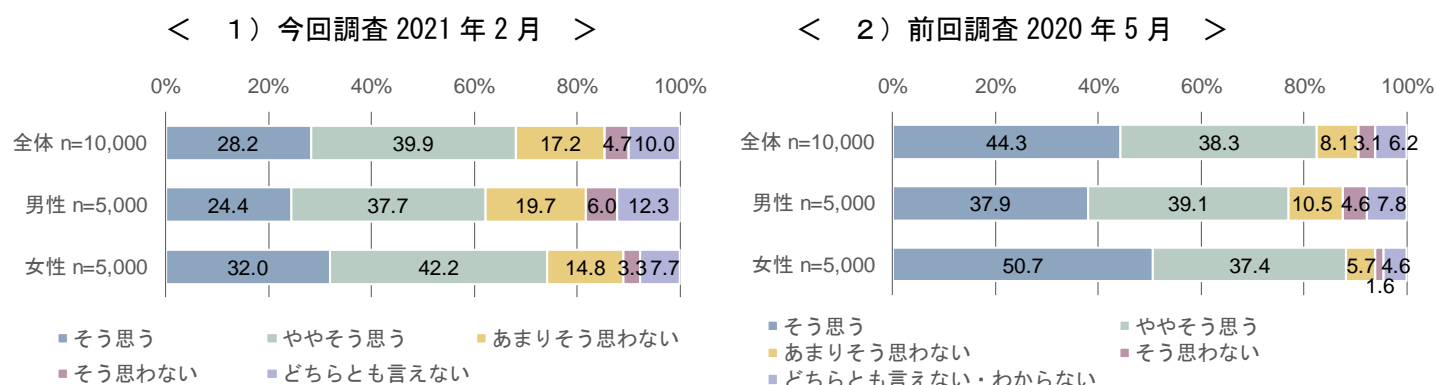 ＜ １）今回調査 2021 年 2 月 ＞
0% 20% 40% 60% 80% 100%
全体 n=10,000 28.2 39.9 17.2 4.7 10.0
男性 n=5,000 24.4 37.7 19.7 6.0 12.3
女性 n=5,000 32.0 42.2 14.8 3.3 7.7
そう思う ややそう思う あまりそう思わない
そう思わない どちらとも言えない
＜ ２）前回調査 2020 年 5 月 ＞
0% 20% 40% 60% 80% 100%
全体 n=10,000 44.3 38.3 8.1 3.1 6.2
男性 n=5,000 37.9 39.1 10.5 4.6 7.8
女性 n=5,000 50.7 37.4 5.7 1.6 4.6
そう思う ややそう思う
あまりそう思わない そう思わない
どちらとも言えない・わからない